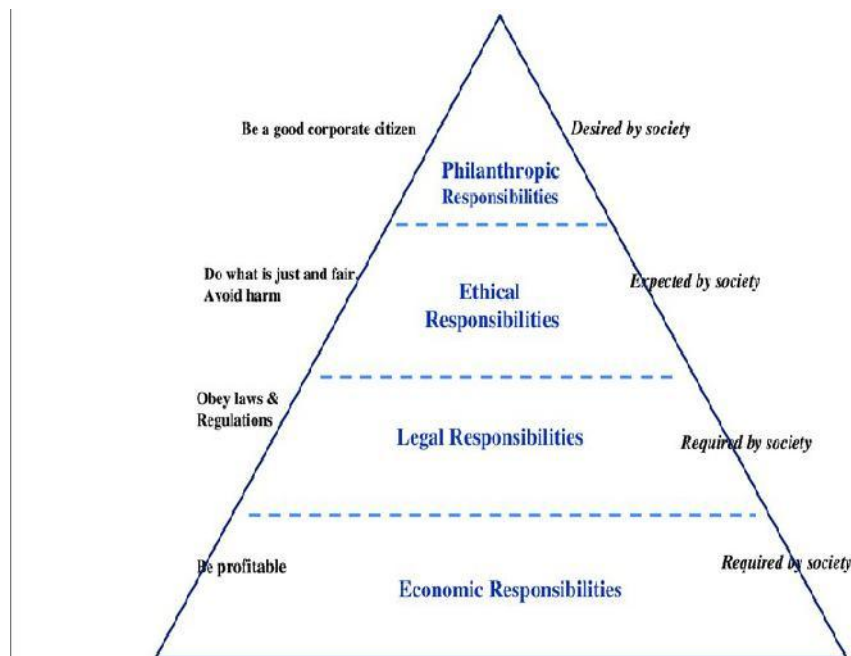 Be a good corporate citizen
Desired by society
Philanthropic
Responsibilities
Do what is just and fair,
Avoid harm
Expected by society
Ethical
Responsibilities
Obey laws &
Regulations
Legal Responsibilities
Required by society
Be profitable
Required by society
Economic Responsibilities